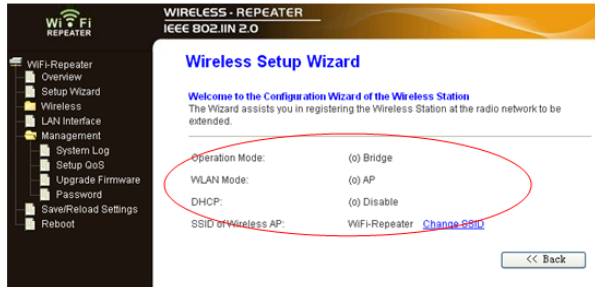 WiFi
REPEATER
WIRELESS - REPEATER
IEEE 802.11N 2.0
WiFi-Repeater
Overview
Setup Wizard
Wireless
LAN Interface
Management
System Log
Setup QoS
Upgrade Firmware
Password
Save/Reload Settings
Reboot
Wireless Setup Wizard
Welcome to the Configuration Wizard of the Wireless Station
The Wizard assists you in registering the Wireless Station at the radio network to be
extended.
Operation Mode: (o) Bridge
WLAN Mode: (o) AP
DHCP: (o) Disable
SSID of Wireless AP: WiFi-Repeater Change SSID
<< Back